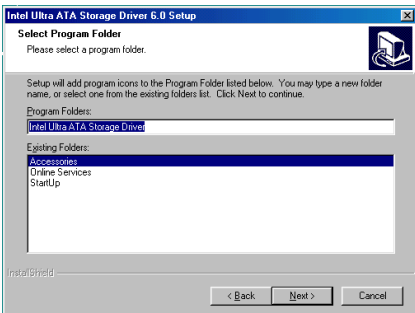 Intel Ultra ATA Storage Driver 6.0 Setup
Select Program Folder
Please select a program folder.
Setup will add program icons to the Program Folder listed below. You may type a new folder
name, or select one from the existing folders list. Click Next to continue.
Program Folders:
Intel Ultra ATA Storage Driver
Existing Folders:
Accessories
Online Services
StartUp
InstallShield
< Back
Next >
Cancel